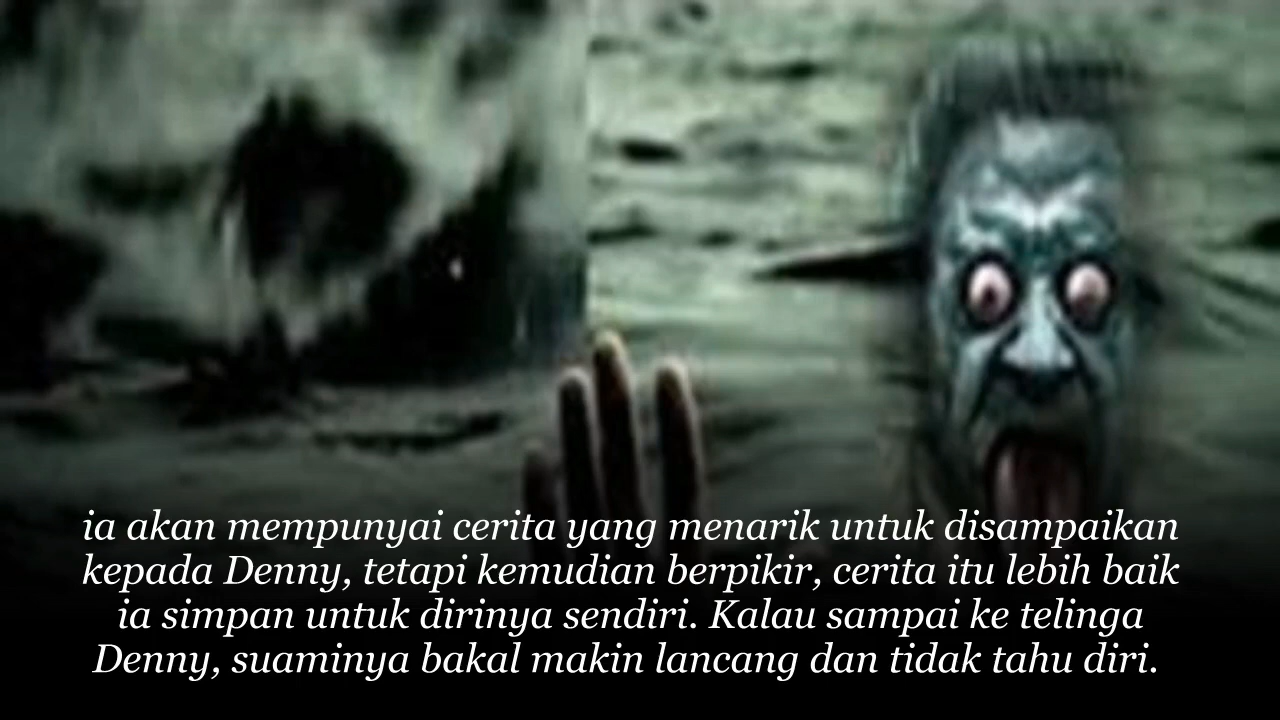 ia akan mempunyai cerita yang menarik untuk disampaikan
kepada Denny, tetapi kemudian berpikir, cerita itu lebih baik
ia simpan untuk dirinya sendiri. Kalau sampai ke telinga
Denny, suaminya bakal makin lancang dan tidak tahu diri.